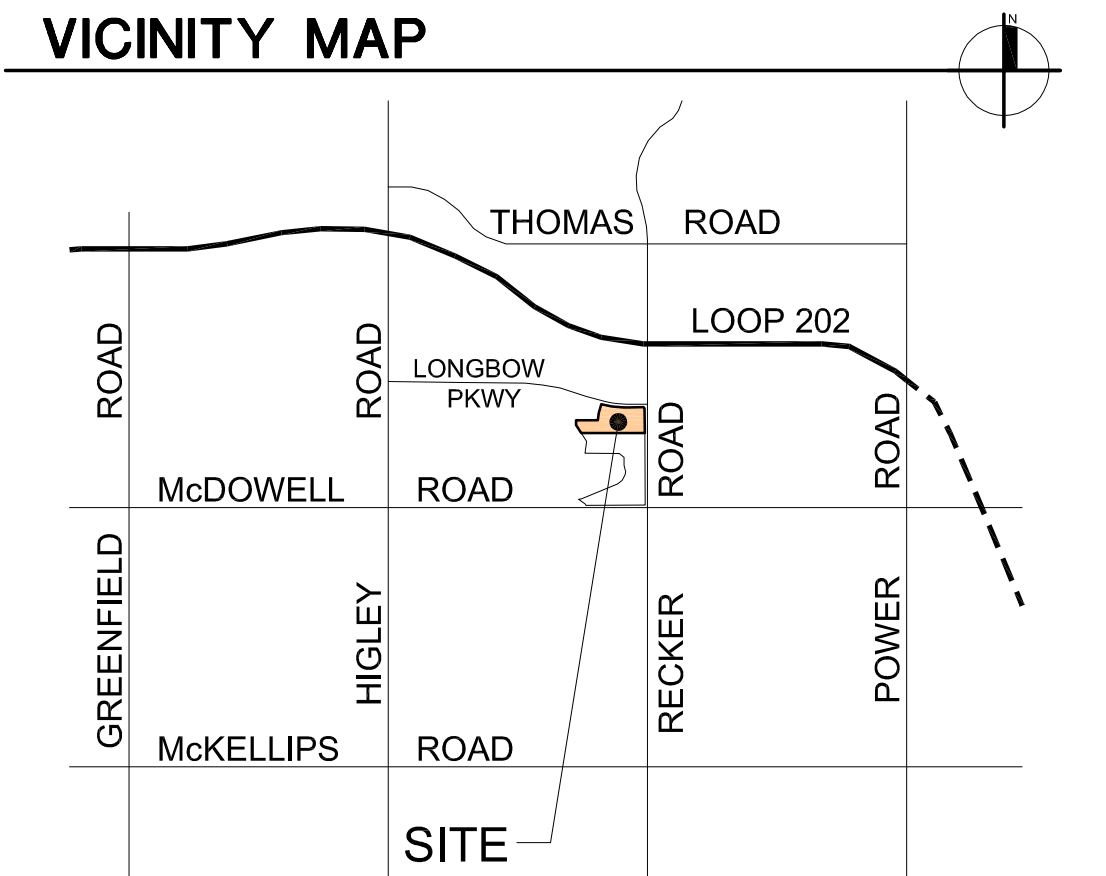 VICINITY MAP
N
THOMAS ROAD
LOOP 202
LONGBOW
PKWY
ROAD
ROAD
ROAD
ROAD
McDOWELL ROAD
GREENFIELD
HIGLEY
RECKER
POWER
McKELLIPS ROAD
SITE